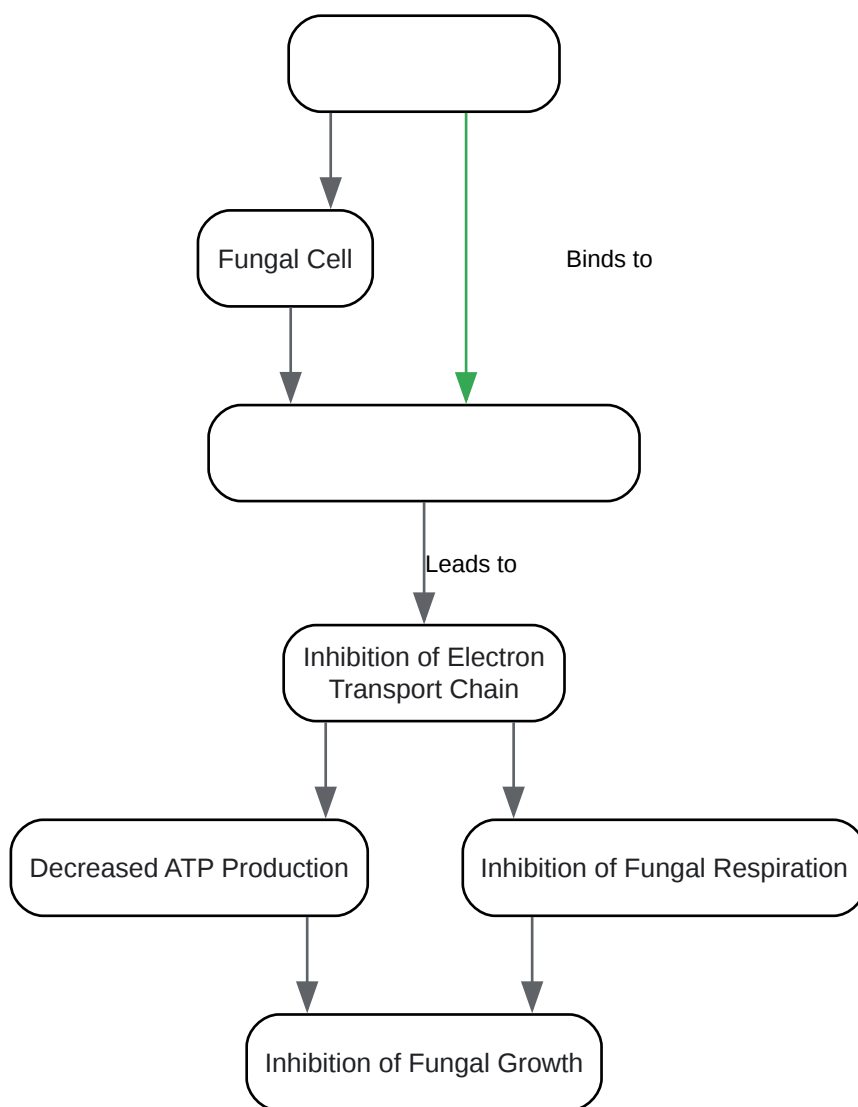 Fungal Cell
Binds to
Leads to
Inhibition of Electron
Transport Chain
Decreased ATP Production
Inhibition of Fungal Respiration
Inhibition of Fungal Growth